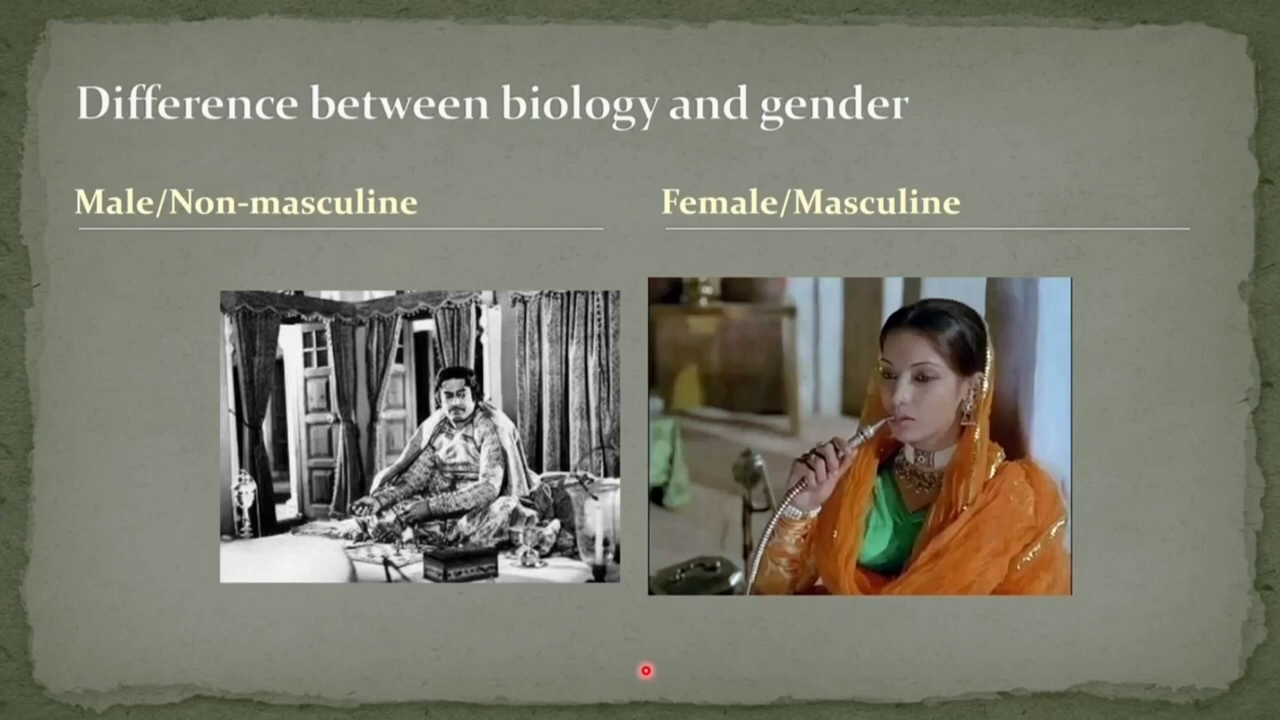 Difference between biology and gender
Male/Non-masculine
Female/Masculine